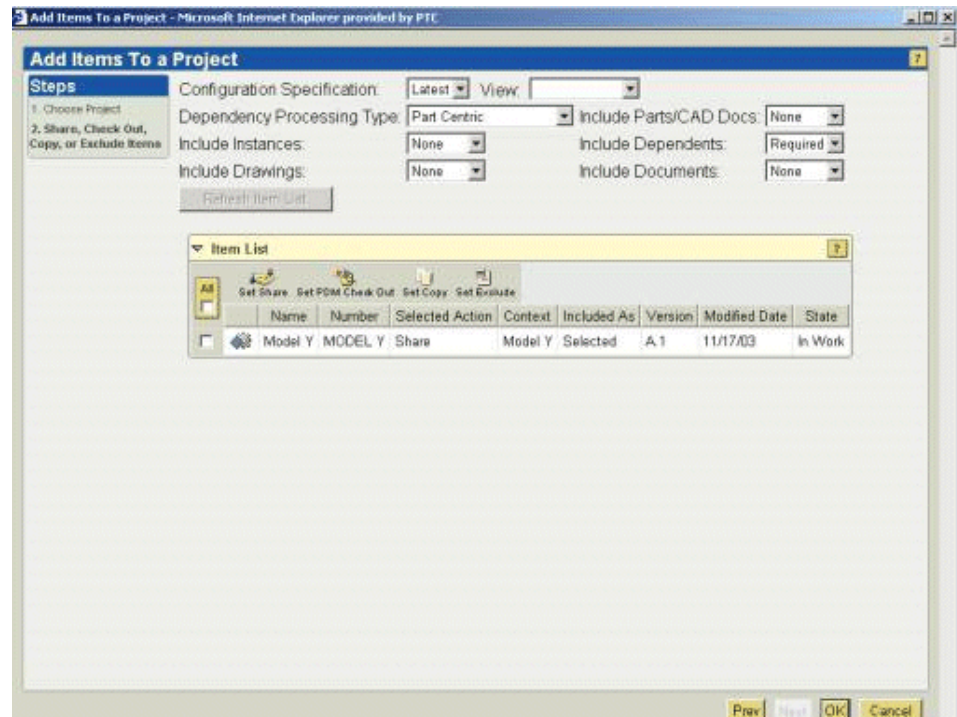 Add Items To a Project - Microsoft Internet Explorer provided by PTC
Add Items To a Project
?
Steps
1. Choose Project
2. Share, Check Out,
Copy, or Exclude Items
Configuration Specification: Latest View:
Dependency Processing Type: Part Centric Include Parts/CAD Docs: None
Include Instances: None Include Dependents: Required
Include Drawings: None Include Documents: None
Refresh Item List
Item List ?
All
Set Share Set PDM Check Out Set Copy Set Exclude
Name Number Selected Action Context Included As Version Modified Date State
Model Y MODEL Y Share Model Y Selected A.1 11/17/03 In Work
Prev Next OK Cancel